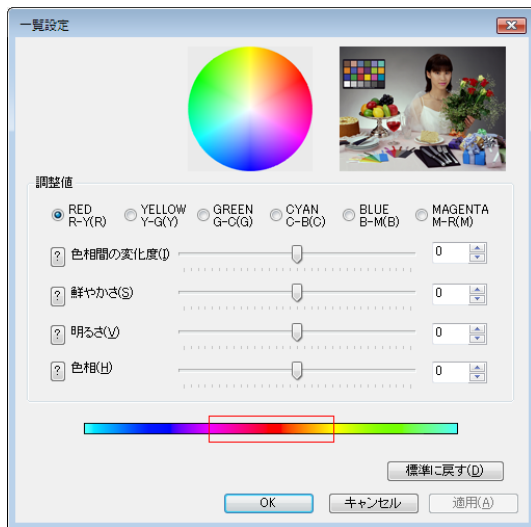 一覧設定
調整値
RED
R-Y(R)
YELLOW
Y-G(Y)
GREEN
G-C(G)
CYAN
C-B(C)
BLUE
B-M(B)
MAGENTA
M-R(M)
? 色相間の変化度(I) 0
? 鮮やかさ(S) 0
? 明るさ(V) 0
? 色相(H) 0
標準に戻す(D)
OK キャンセル 適用(A)